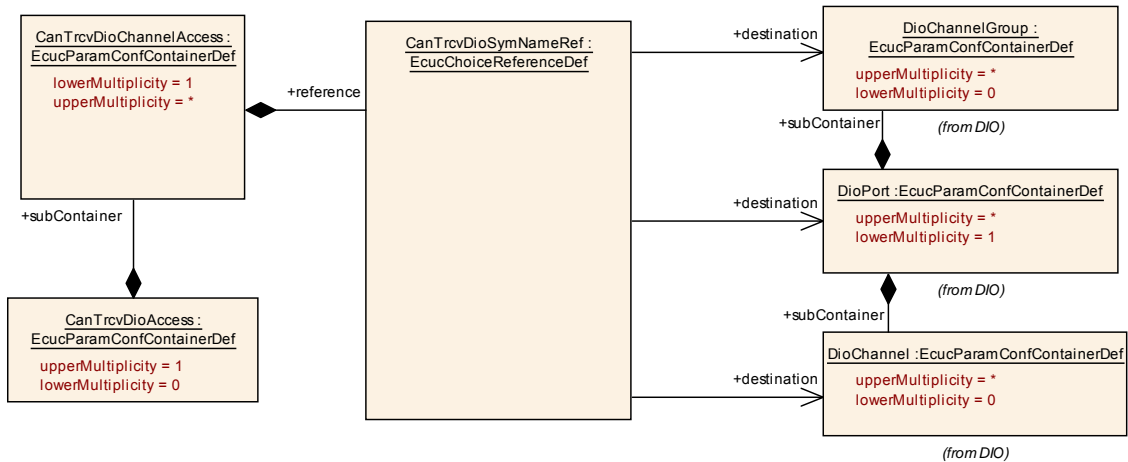 CanTrcvDioChannelAccess :
EcucParamConfContainerDef
lowerMultiplicity = 1
upperMultiplicity = *
+reference
CanTrcvDioSymNameRef :
EcucChoiceReferenceDef
+destination
DioChannelGroup :
EcucParamConfContainerDef
upperMultiplicity = *
lowerMultiplicity = 0
+subContainer
(from DIO)
+destination
DioPort :EcucParamConfContainerDef
upperMultiplicity = *
lowerMultiplicity = 1
(from DIO)
+subContainer
+subContainer
CanTrcvDioAccess :
EcucParamConfContainerDef
upperMultiplicity = 1
lowerMultiplicity = 0
+destination
DioChannel :EcucParamConfContainerDef
upperMultiplicity = *
lowerMultiplicity = 0
(from DIO)